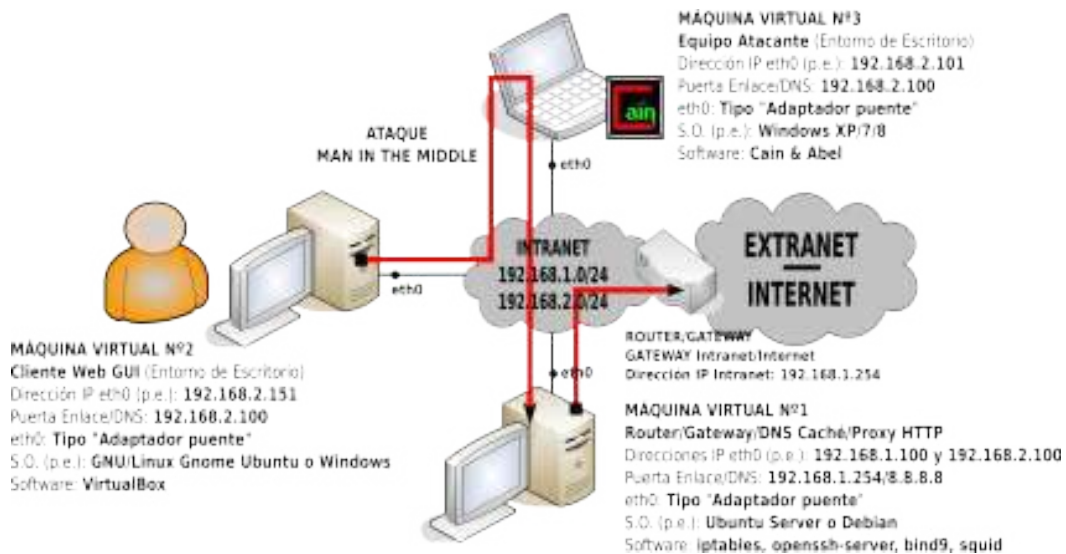 MÁQUINA VIRTUAL Nº3
Equipo Atacante (Entorno de Escritorio)
Dirección IP eth0 (p.e.): 192.168.2.101
Puerta Enlace/DNS: 192.168.2.100
eth0: Tipo "Adaptador puente"
S.O. (p.e.): Windows XP/7/8
Software: Cain & Abel
Cain
ATAQUE
MAN IN THE MIDDLE
eth0
INTRANET
192.168.1.0/24
192.168.2.0/24
EXTRANET
INTERNET
eth0
ROUTER/GATEWAY
GATEWAY Intranet/Internet
Dirección IP Intranet: 192.168.1.254
eth0
MÁQUINA VIRTUAL Nº2
Cliente Web GUI (Entorno de Escritorio)
Dirección IP eth0 (p.e.): 192.168.2.151
Puerta Enlace/DNS: 192.168.2.100
eth0: Tipo "Adaptador puente"
S.O. (p.e.): GNU/Linux Gnome Ubuntu o Windows
Software: VirtualBox
MÁQUINA VIRTUAL Nº1
Router/Gateway/DNS Caché/Proxy HTTP
Direcciones IP eth0 (p.e.): 192.168.1.100 y 192.168.2.100
Puerta Enlace/DNS: 192.168.1.254/8.8.8.8
eth0: Tipo "Adaptador puente"
S.O. (p.e.): Ubuntu Server o Debian
Software: iptables, openssh-server, bind9, squid